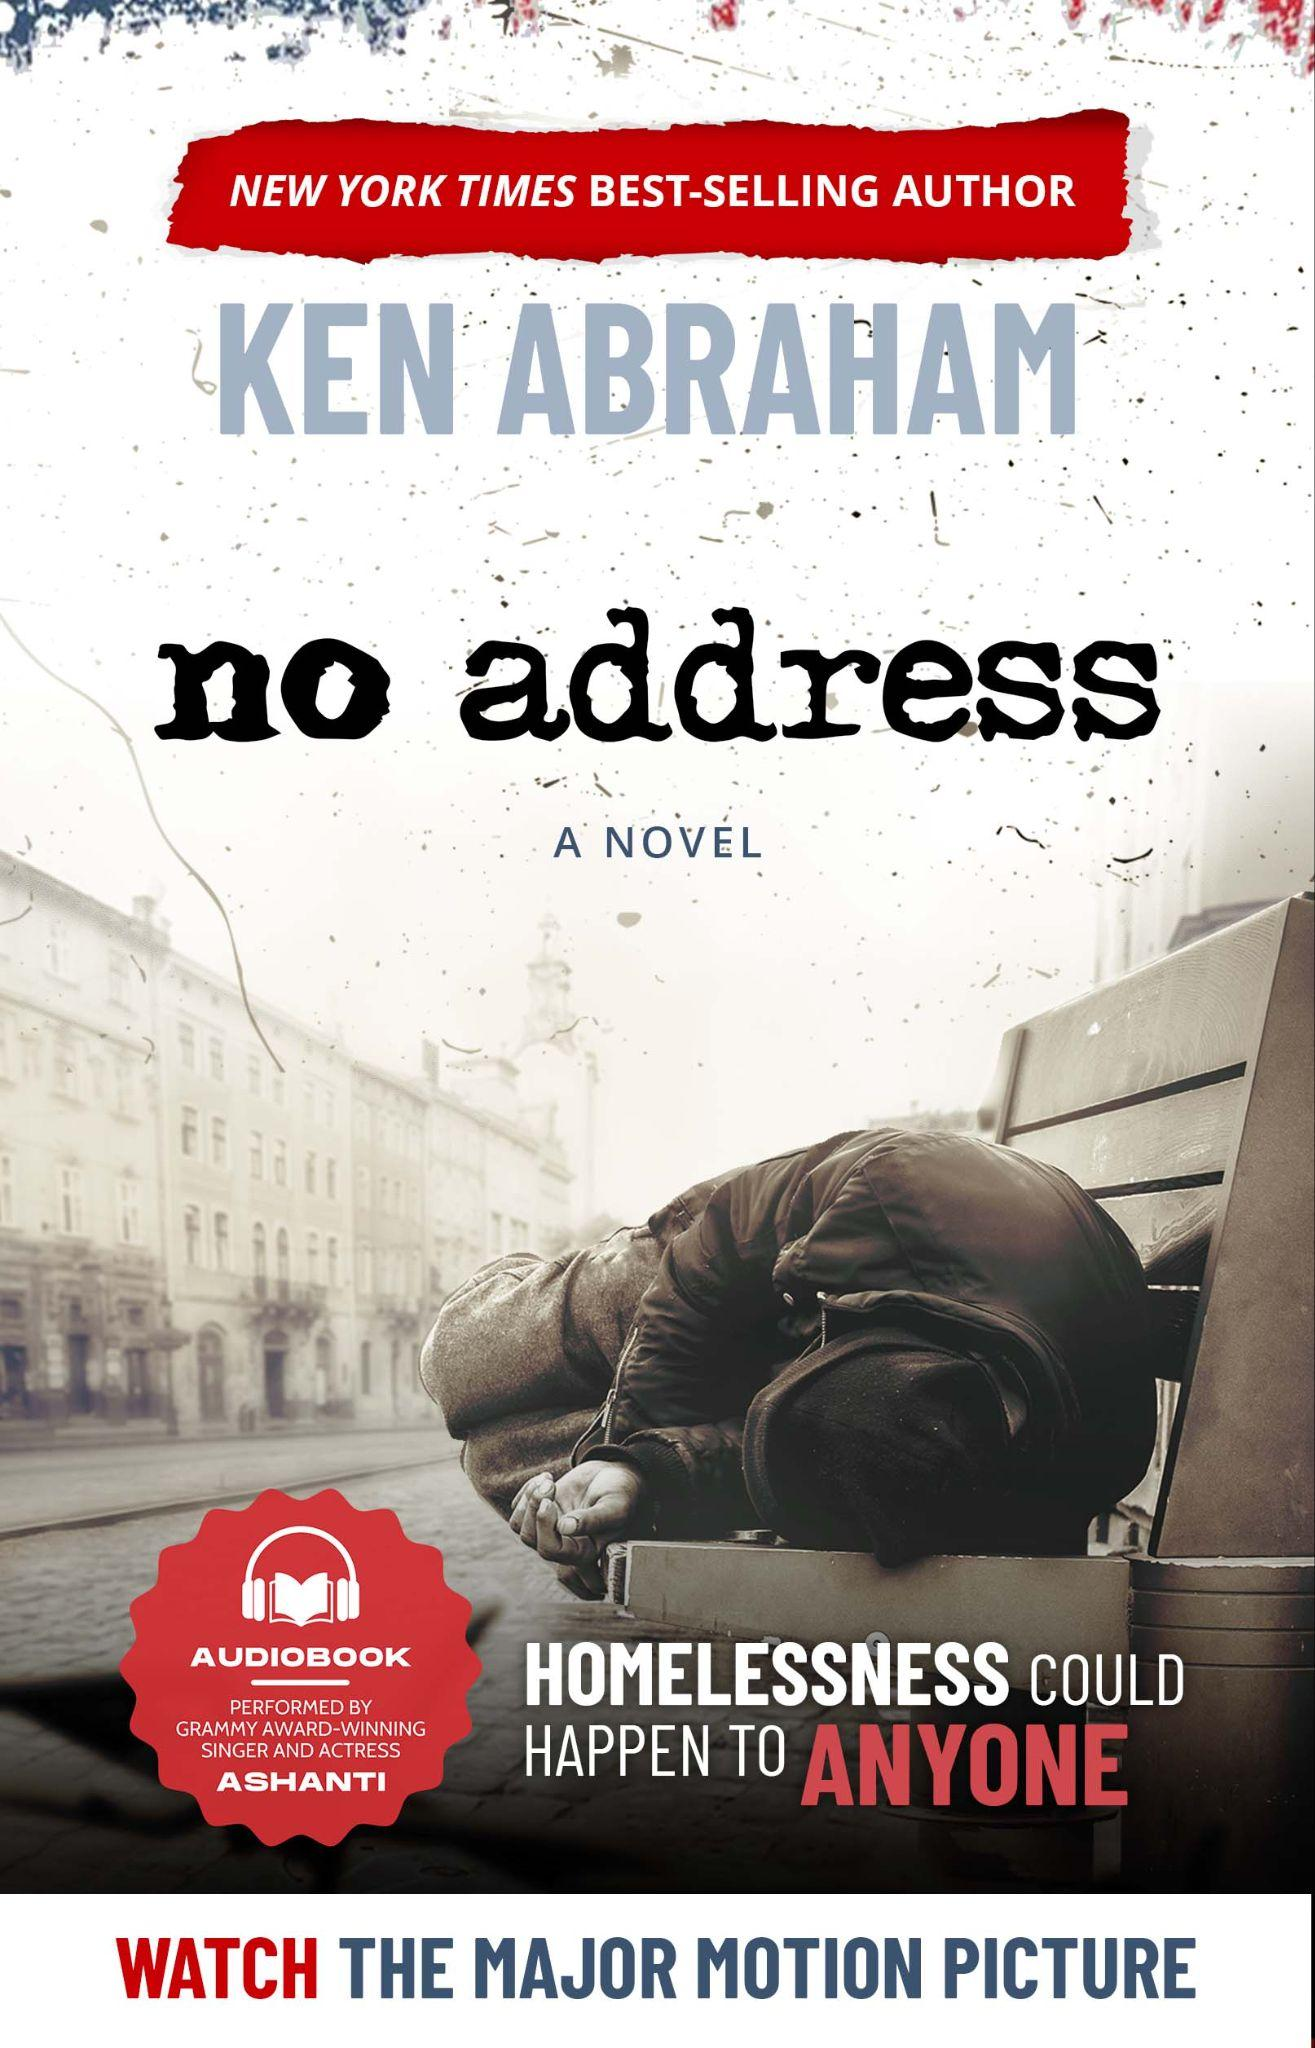 NEW YORK TIMES BEST-SELLING AUTHOR
KEN ABRAHAM
no address
A NOVEL
AUDIOBOOK
PERFORMED BY
GRAMMY AWARD-WINNING
SINGER AND ACTRESS
ASHANTI
HOMELESSNESS COULD
HAPPEN TO ANYONE
WATCH THE MAJOR MOTION PICTURE